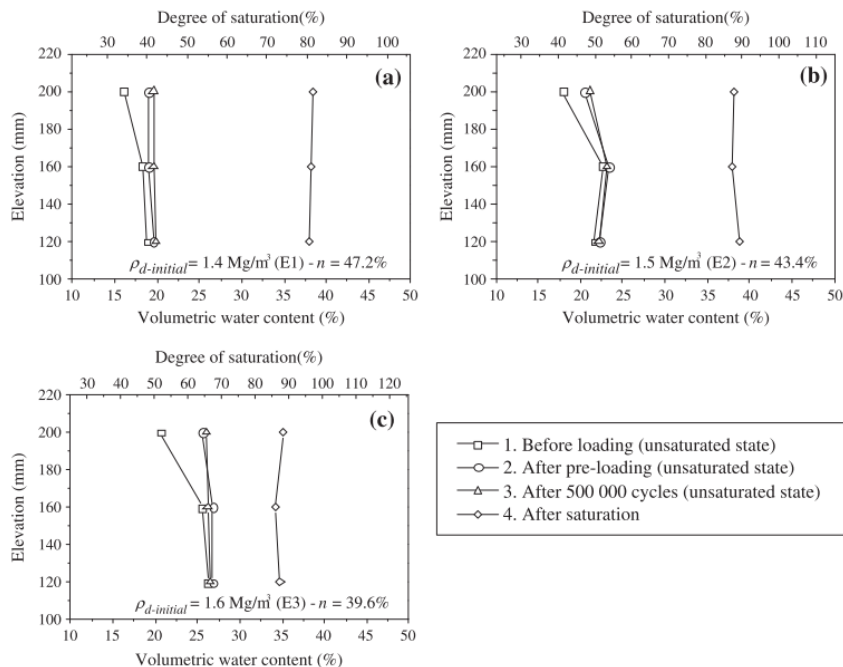 Degree of saturation(%)
30 40 50 60 70 80 90 100
(a)
Elevation (mm)
220
200
180
160
140
120
100
ρd-initial = 1.4 Mg/m³ (E1) - n = 47.2%
10 15 20 25 30 35 40 45 50
Volumetric water content (%)
Degree of saturation(%)
30 40 50 60 70 80 90 100 110
(b)
Elevation (mm)
220
200
180
160
140
120
100
ρd-initial = 1.5 Mg/m³ (E2) - n = 43.4%
10 15 20 25 30 35 40 45 50
Volumetric water content (%)
Degree of saturation(%)
30 40 50 60 70 80 90 100 110 120
(c)
Elevation (mm)
220
200
180
160
140
120
100
ρd-initial = 1.6 Mg/m³ (E3) - n = 39.6%
10 15 20 25 30 35 40 45 50
Volumetric water content (%)
1. Before loading (unsaturated state)
2. After pre-loading (unsaturated state)
3. After 500 000 cycles (unsaturated state)
4. After saturation